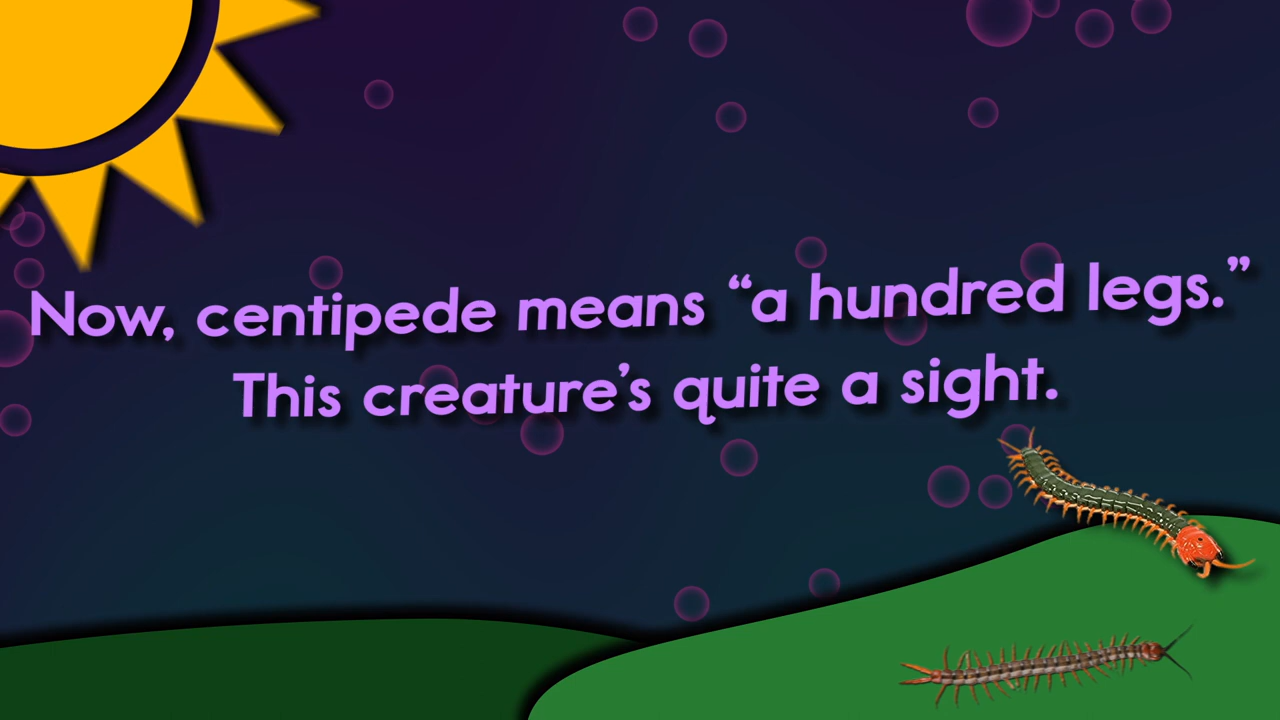 Now, centipede means “a hundred legs.”
This creature’s quite a sight.